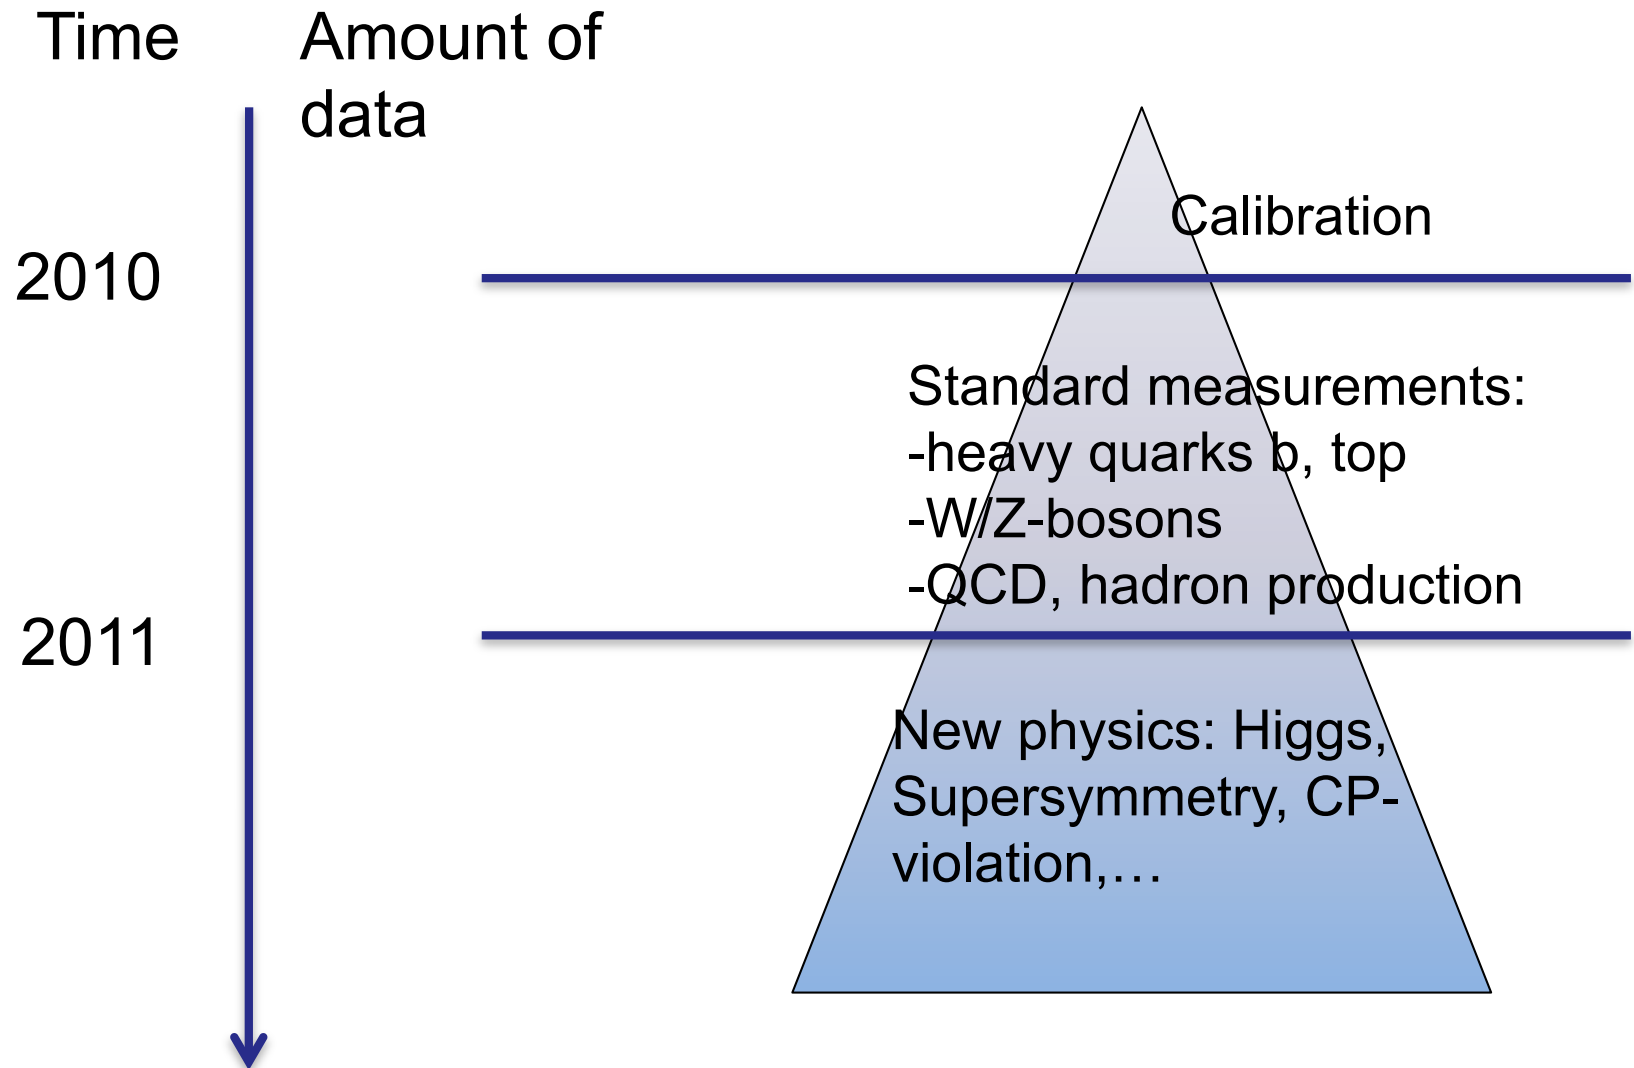 Time
Amount of
data
Calibration
2010
Standard measurements:
-heavy quarks b, top
-W/Z-bosons
-QCD, hadron production
2011
New physics: Higgs,
Supersymmetry, CP-
violation,…